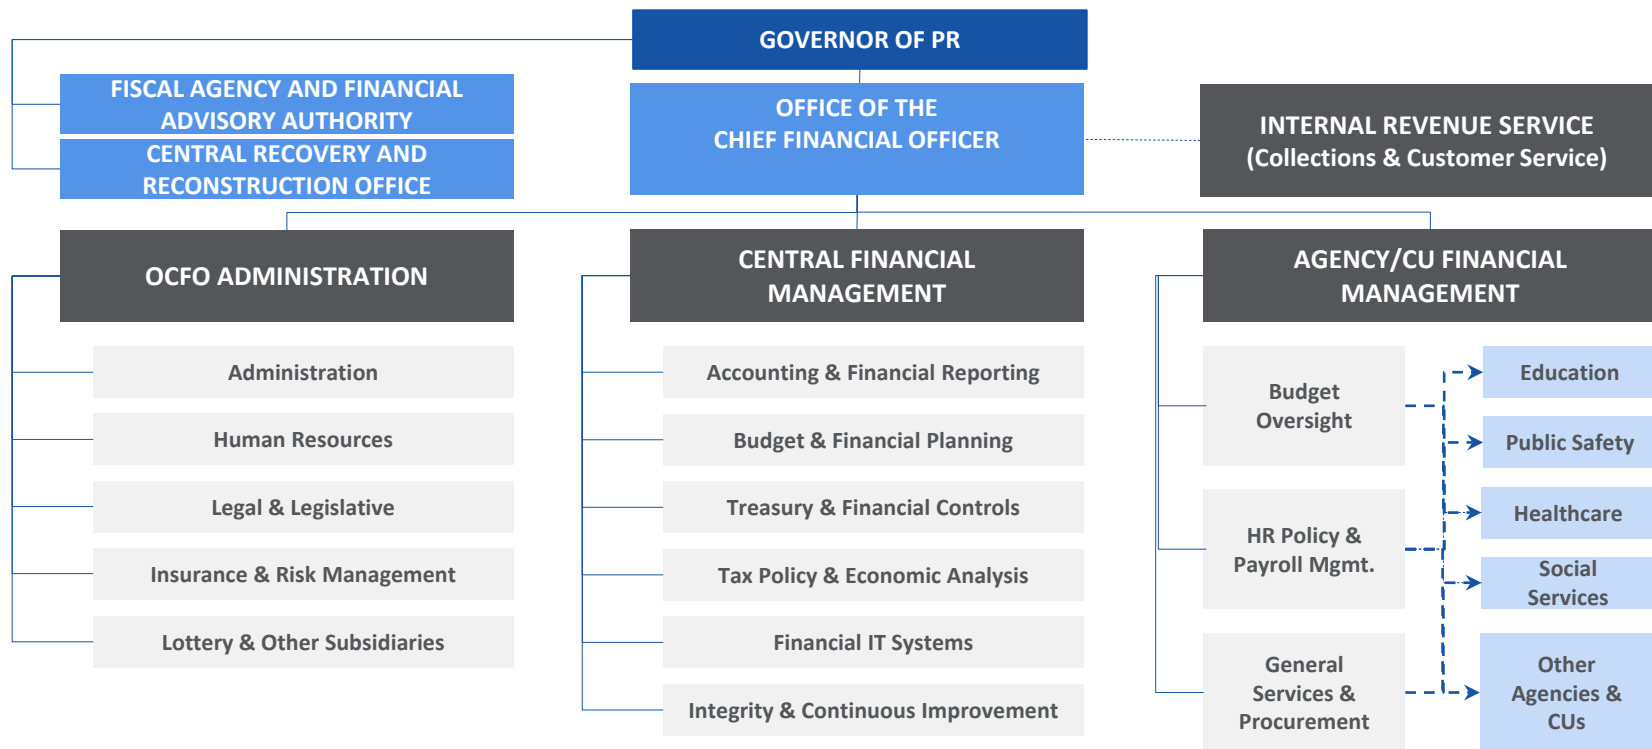 GOVERNOR OF PR
FISCAL AGENCY AND FINANCIAL
ADVISORY AUTHORITY
CENTRAL RECOVERY AND
RECONSTRUCTION OFFICE
OFFICE OF THE
CHIEF FINANCIAL OFFICER
INTERNAL REVENUE SERVICE
(Collections & Customer Service)
OCFO ADMINISTRATION
Administration
Human Resources
Legal & Legislative
Insurance & Risk Management
Lottery & Other Subsidiaries
CENTRAL FINANCIAL
MANAGEMENT
Accounting & Financial Reporting
Budget & Financial Planning
Treasury & Financial Controls
Tax Policy & Economic Analysis
Financial IT Systems
Integrity & Continuous Improvement
AGENCY/CU FINANCIAL
MANAGEMENT
Budget
Oversight
HR Policy &
Payroll Mgmt.
General
Services &
Procurement
Education
Public Safety
Healthcare
Social
Services
Other
Agencies &
CUs